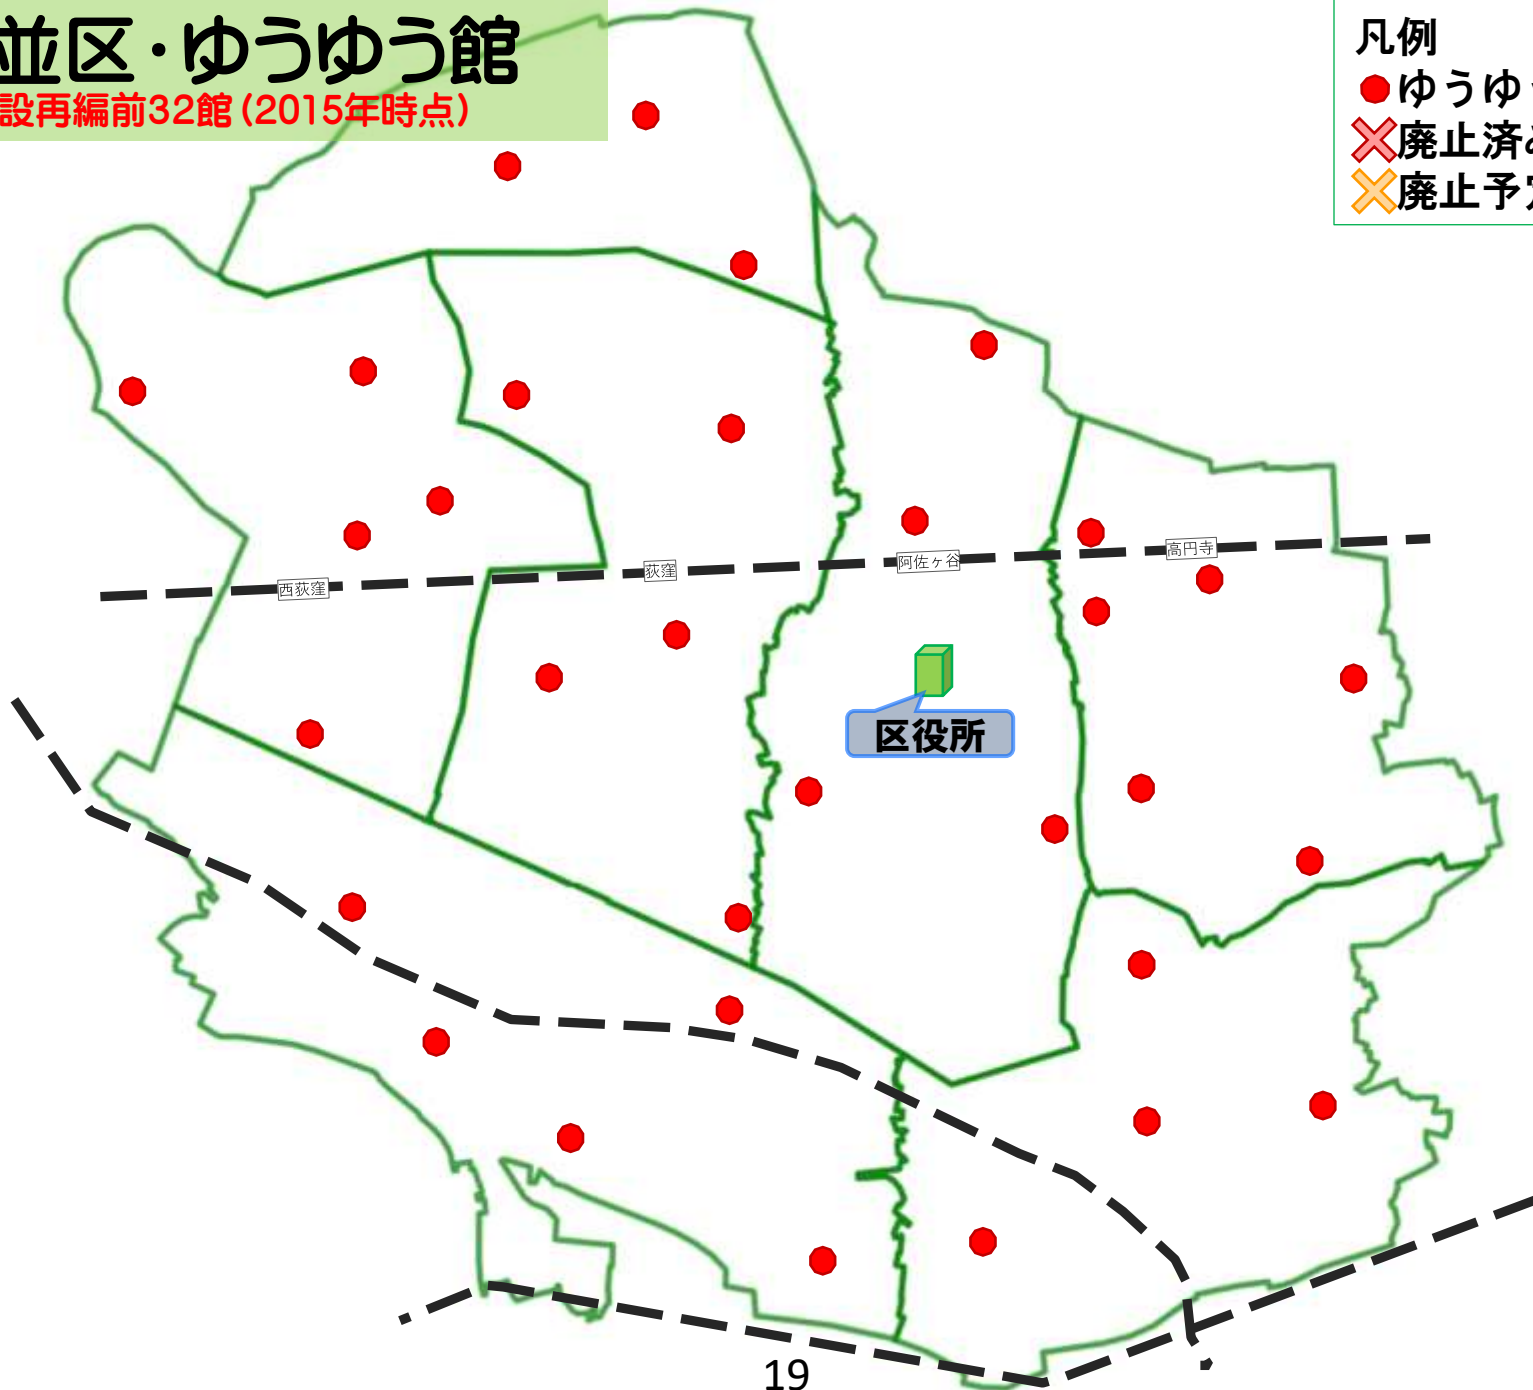 並区・ゆうゆう館
設再編前32館(2015年時点)
凡例
ゆうゆ
廃止済
廃止予
西荻窪
荻窪
阿佐ヶ谷
高円寺
区役所
19